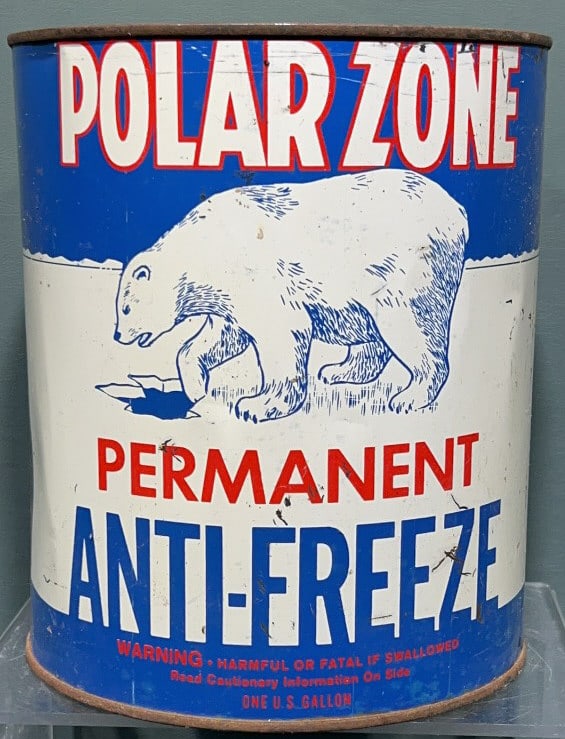 POLAR ZONE
PERMANENT
ANTI-FREEZE
WARNING • HARMFUL OR FATAL IF SWALLOWED
Read Cautionary Information On Side
ONE U.S. GALLON